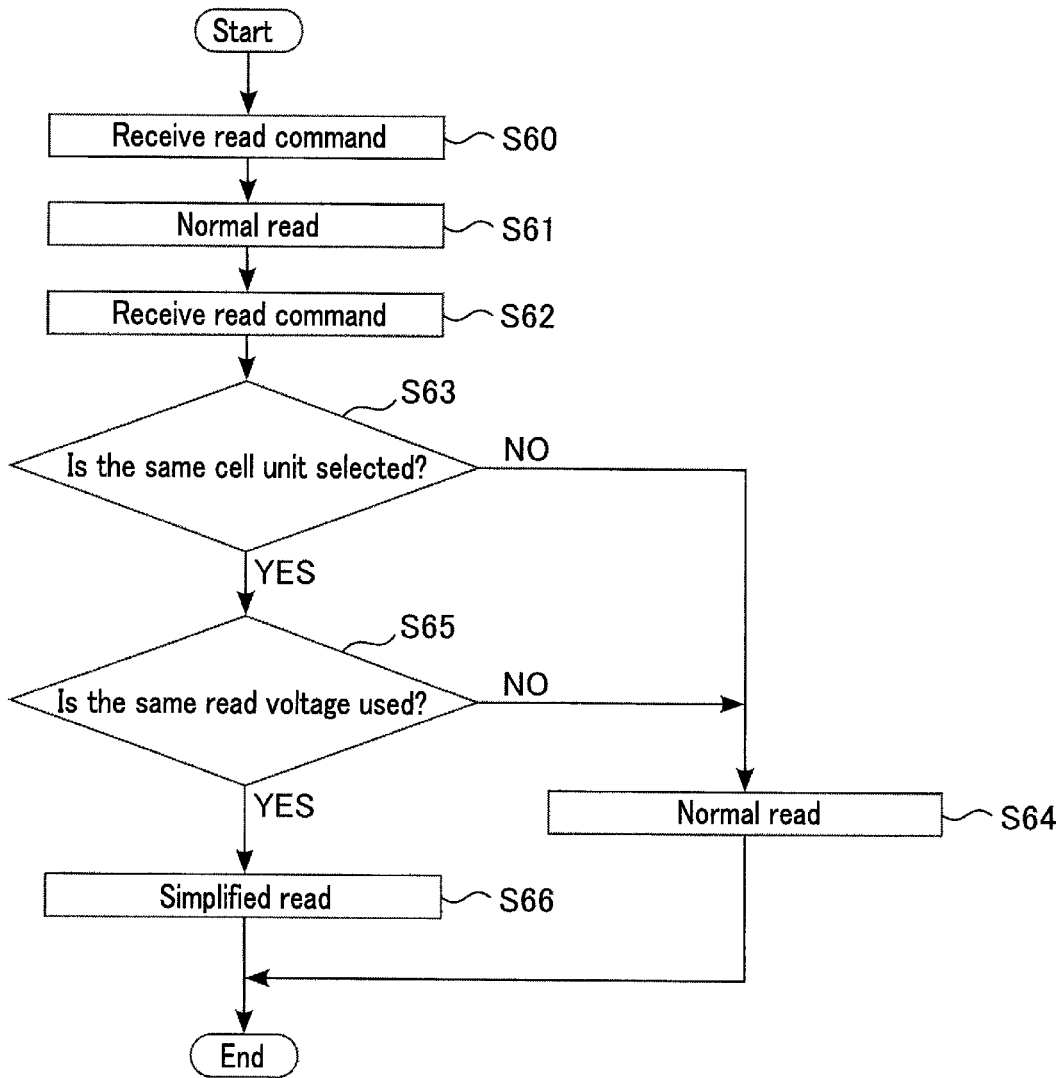 Start
Receive read command
S60
Normal read
S61
Receive read command
S62
S63
Is the same cell unit selected?
NO
YES
S65
Is the same read voltage used?
NO
YES
Normal read
S64
Simplified read
S66
End